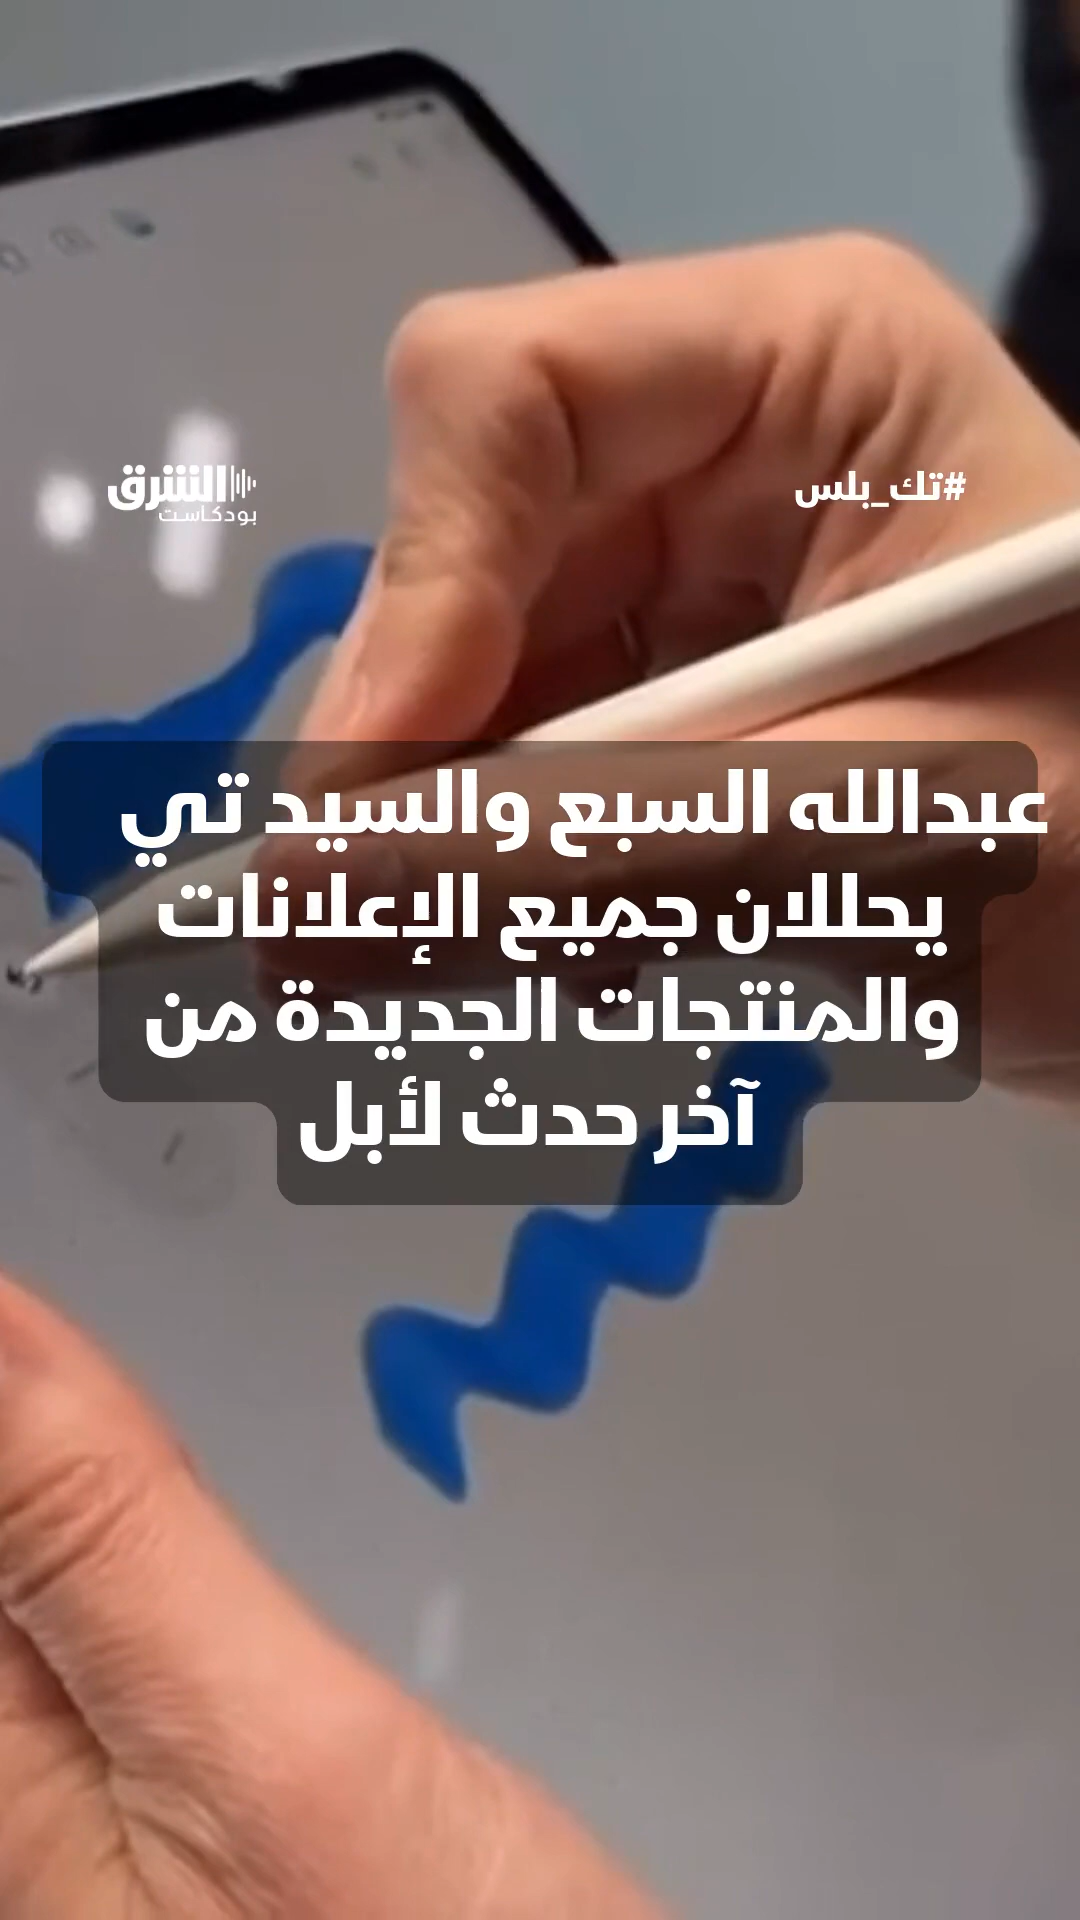 #تك_بلس
الشرق
بودكاست
عبدالله السبع والسيد تي
يحللان جميع الإعلانات
والمنتجات الجديدة من
آخر حدث لأبل